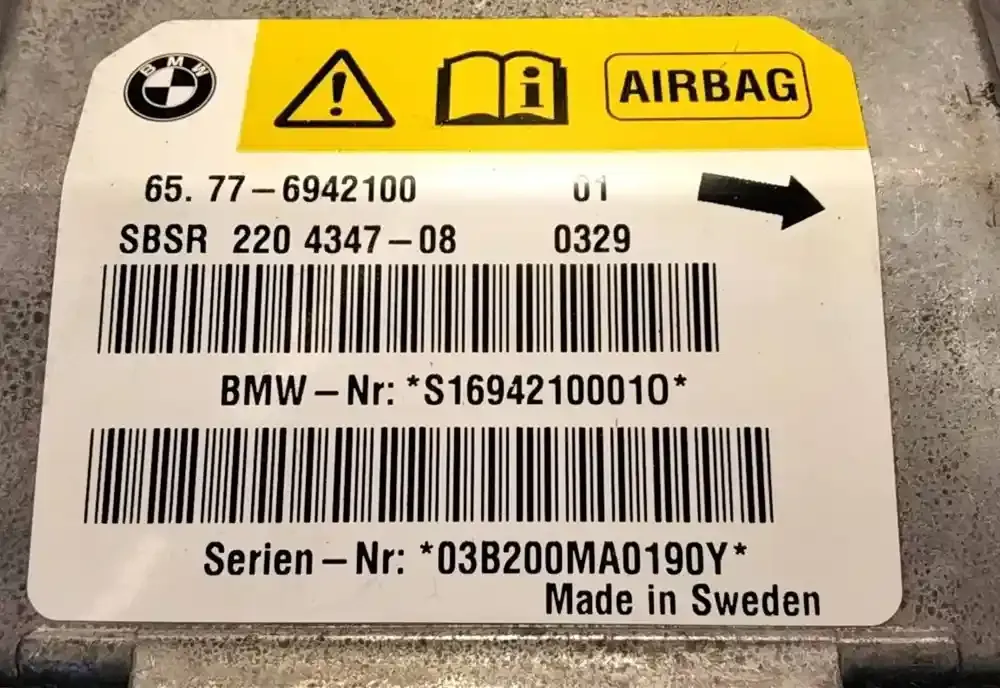 BMW
AIRBAG
65. 77-6942100 01
SBSR 220 4347-08 0329
BMW-Nr: *S16942100010*
Serien-Nr: *03B200MA0190Y*
Made in Sweden